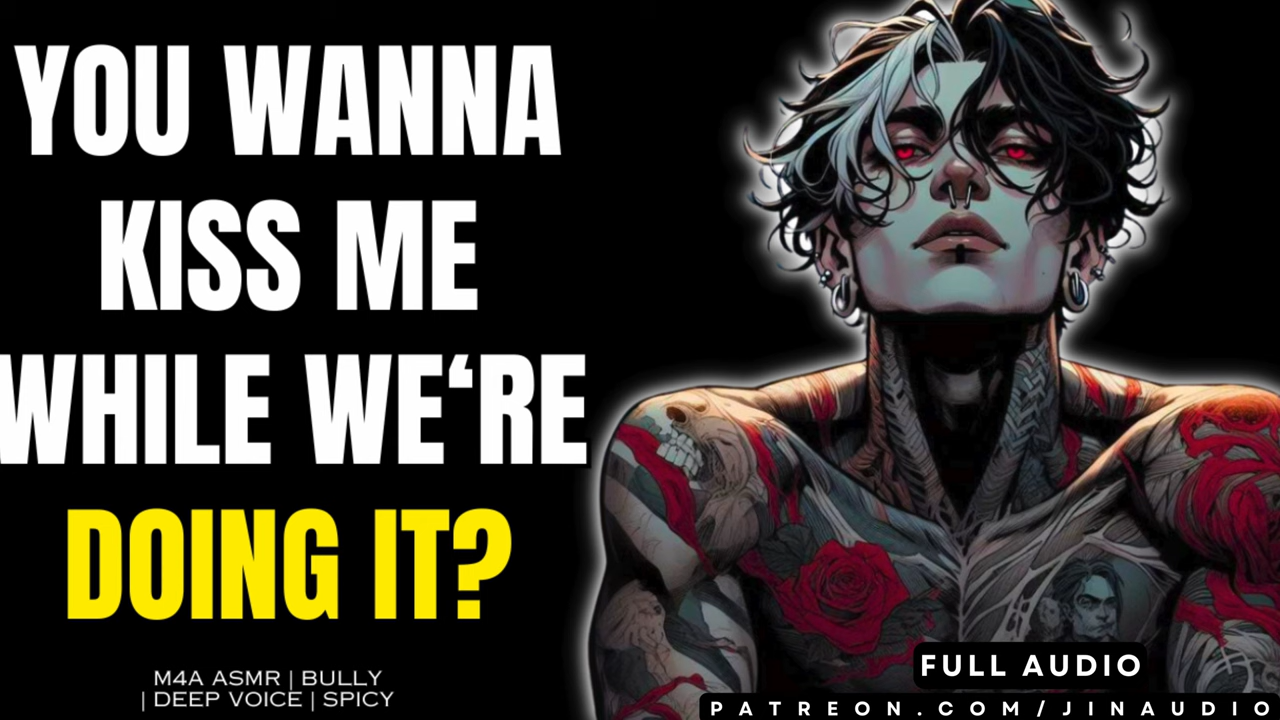 YOU WANNA
KISS ME
WHILE WE‘RE
DOING IT?
M4A ASMR | BULLY
| DEEP VOICE | SPICY
FULL AUDIO
PATREON.COM/JINAUDIO